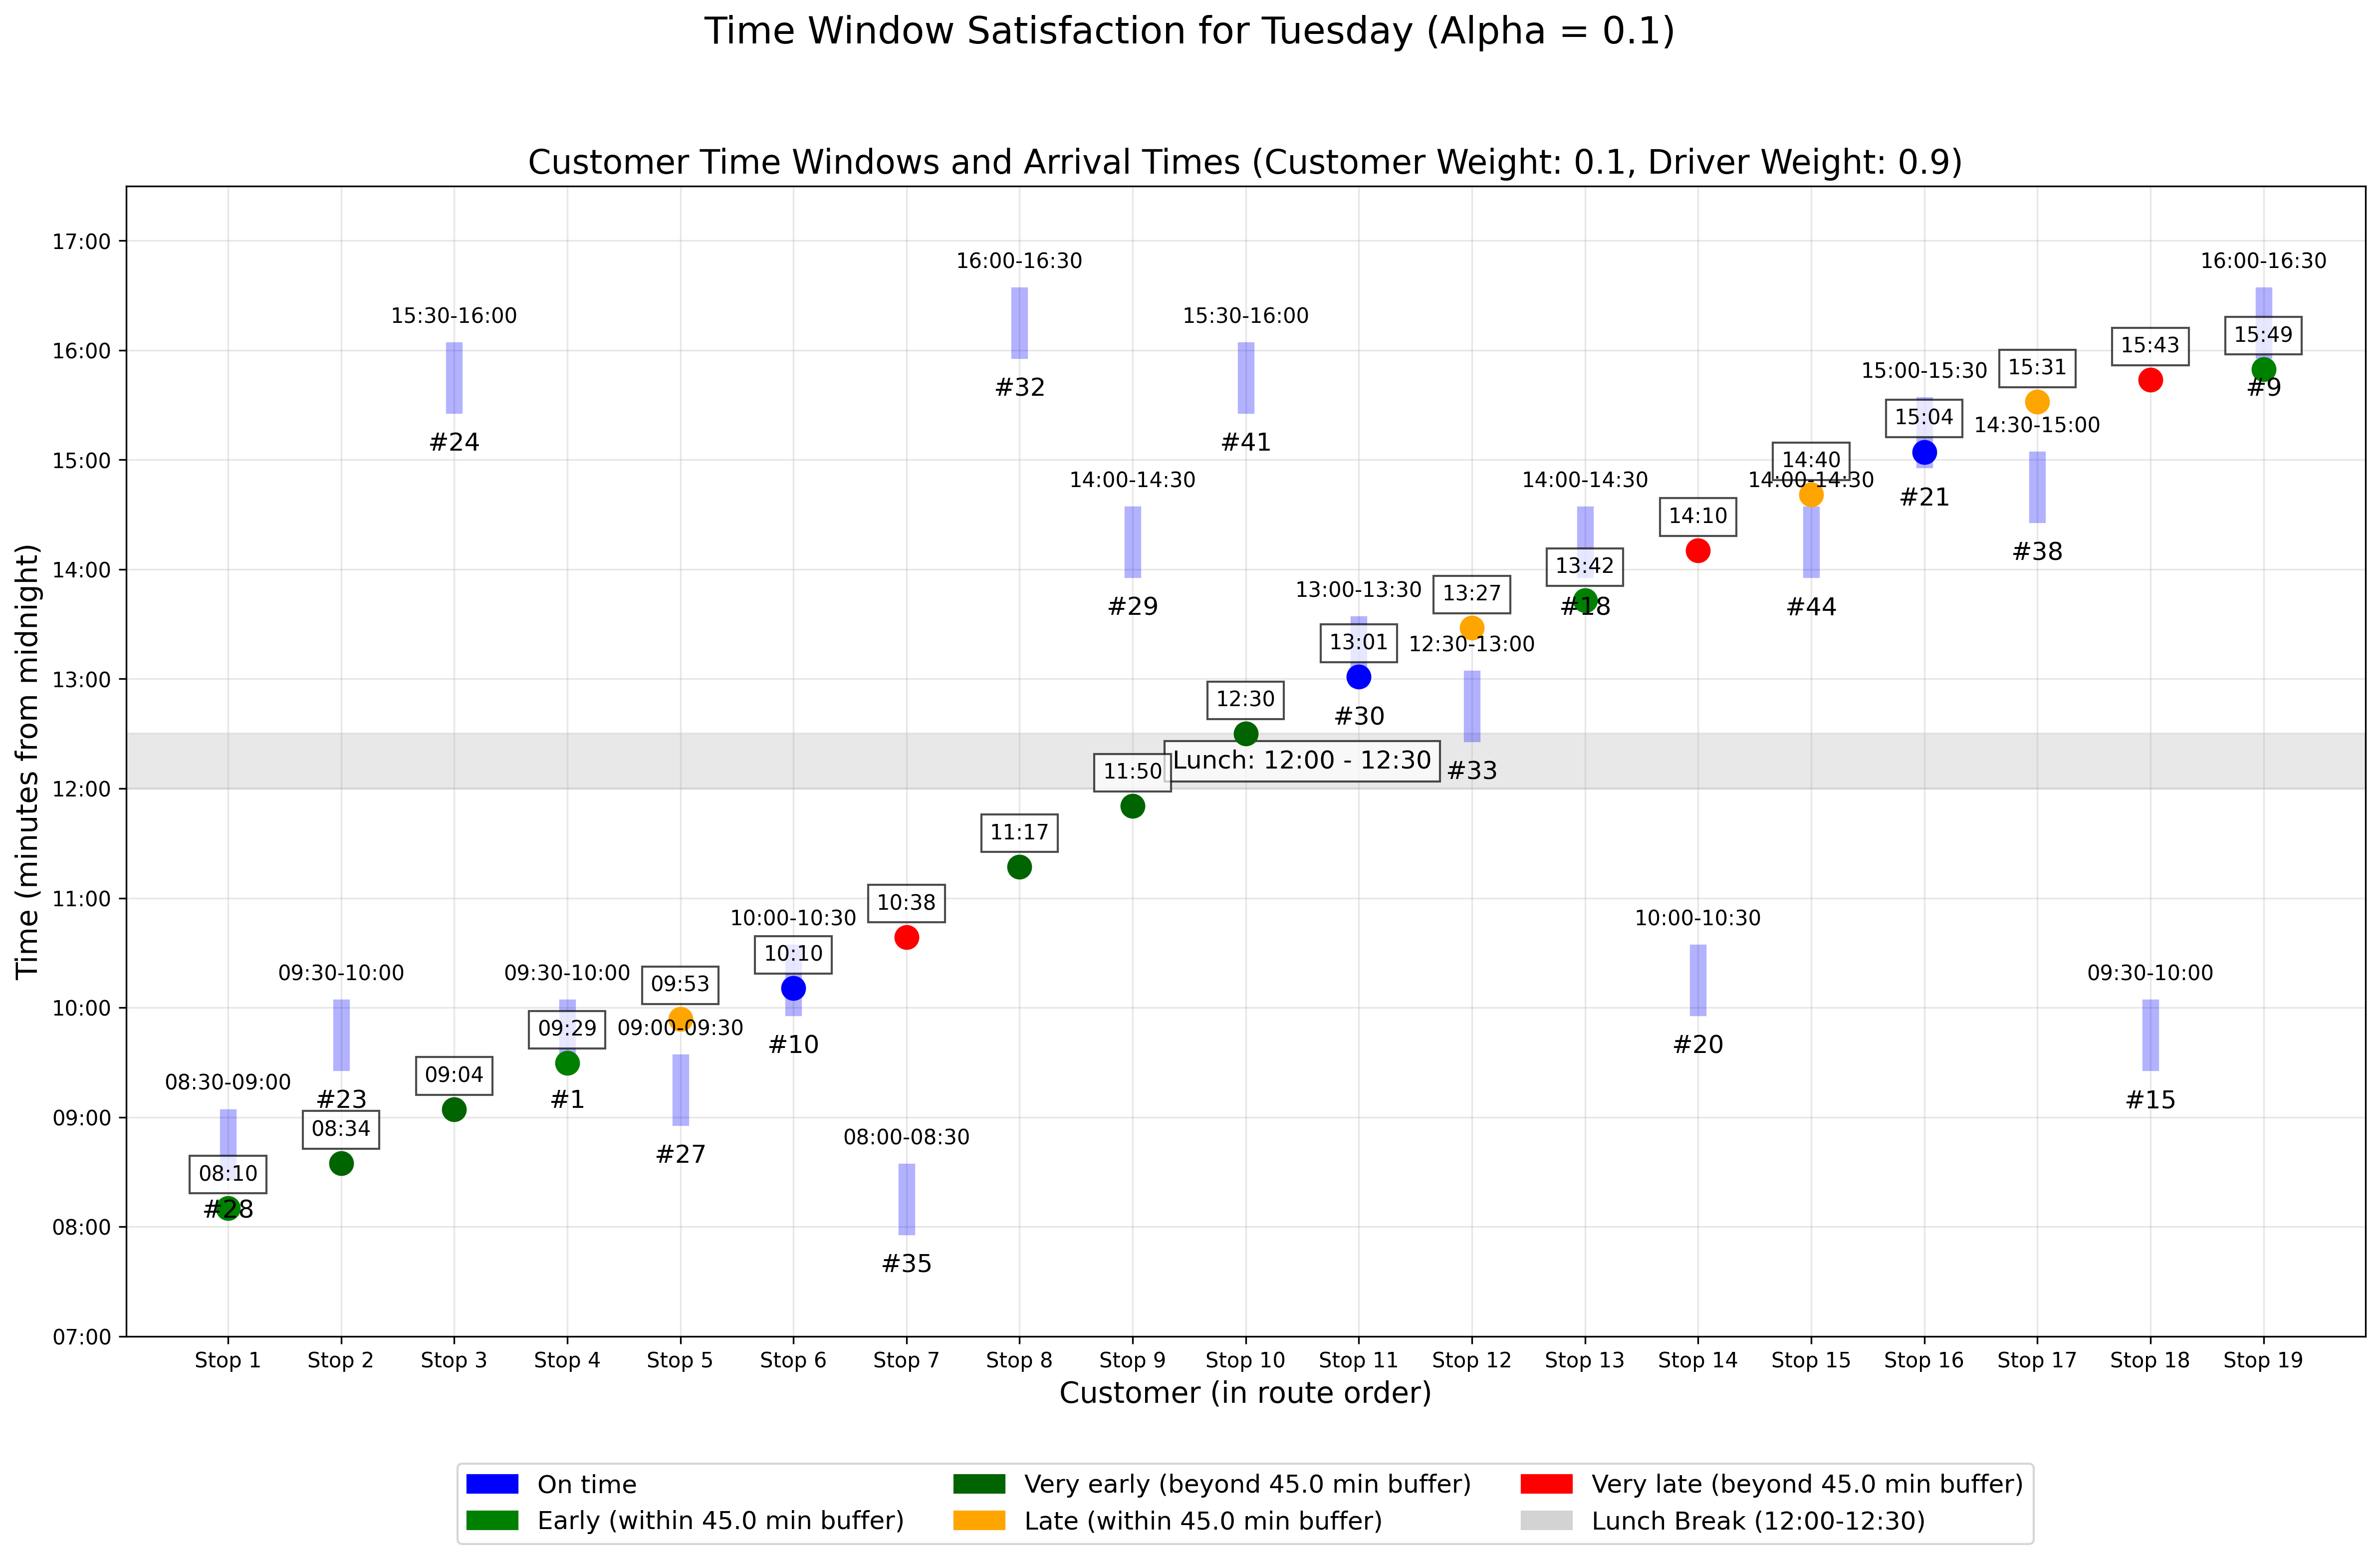 Time Window Satisfaction for Tuesday (Alpha = 0.1)
Customer Time Windows and Arrival Times (Customer Weight: 0.1, Driver Weight: 0.9)
Time (minutes from midnight)
17:00
16:00
15:00
14:00
13:00
12:00
11:00
10:00
09:00
08:00
07:00
08:30-09:00
08:10
#28
09:30-10:00
#23
08:34
15:30-16:00
#24
09:04
09:30-10:00
09:29
#1
09:53
09:00-09:30
#27
10:00-10:30
10:10
#10
10:38
08:00-08:30
#35
16:00-16:30
#32
11:17
14:00-14:30
#29
11:50
15:30-16:00
#41
12:30
Lunch: 12:00 - 12:30
13:00-13:30
13:01
#30
13:27
12:30-13:00
#33
14:00-14:30
13:42
#18
14:10
10:00-10:30
#20
14:40
14:00-14:30
#44
15:00-15:30
15:04
#21
15:31
14:30-15:00
#38
15:43
09:30-10:00
#15
16:00-16:30
15:49
#9
Stop 1
Stop 2
Stop 3
Stop 4
Stop 5
Stop 6
Stop 7
Stop 8
Stop 9
Stop 10
Stop 11
Stop 12
Stop 13
Stop 14
Stop 15
Stop 16
Stop 17
Stop 18
Stop 19
Customer (in route order)
On time
Early (within 45.0 min buffer)
Very early (beyond 45.0 min buffer)
Late (within 45.0 min buffer)
Very late (beyond 45.0 min buffer)
Lunch Break (12:00-12:30)